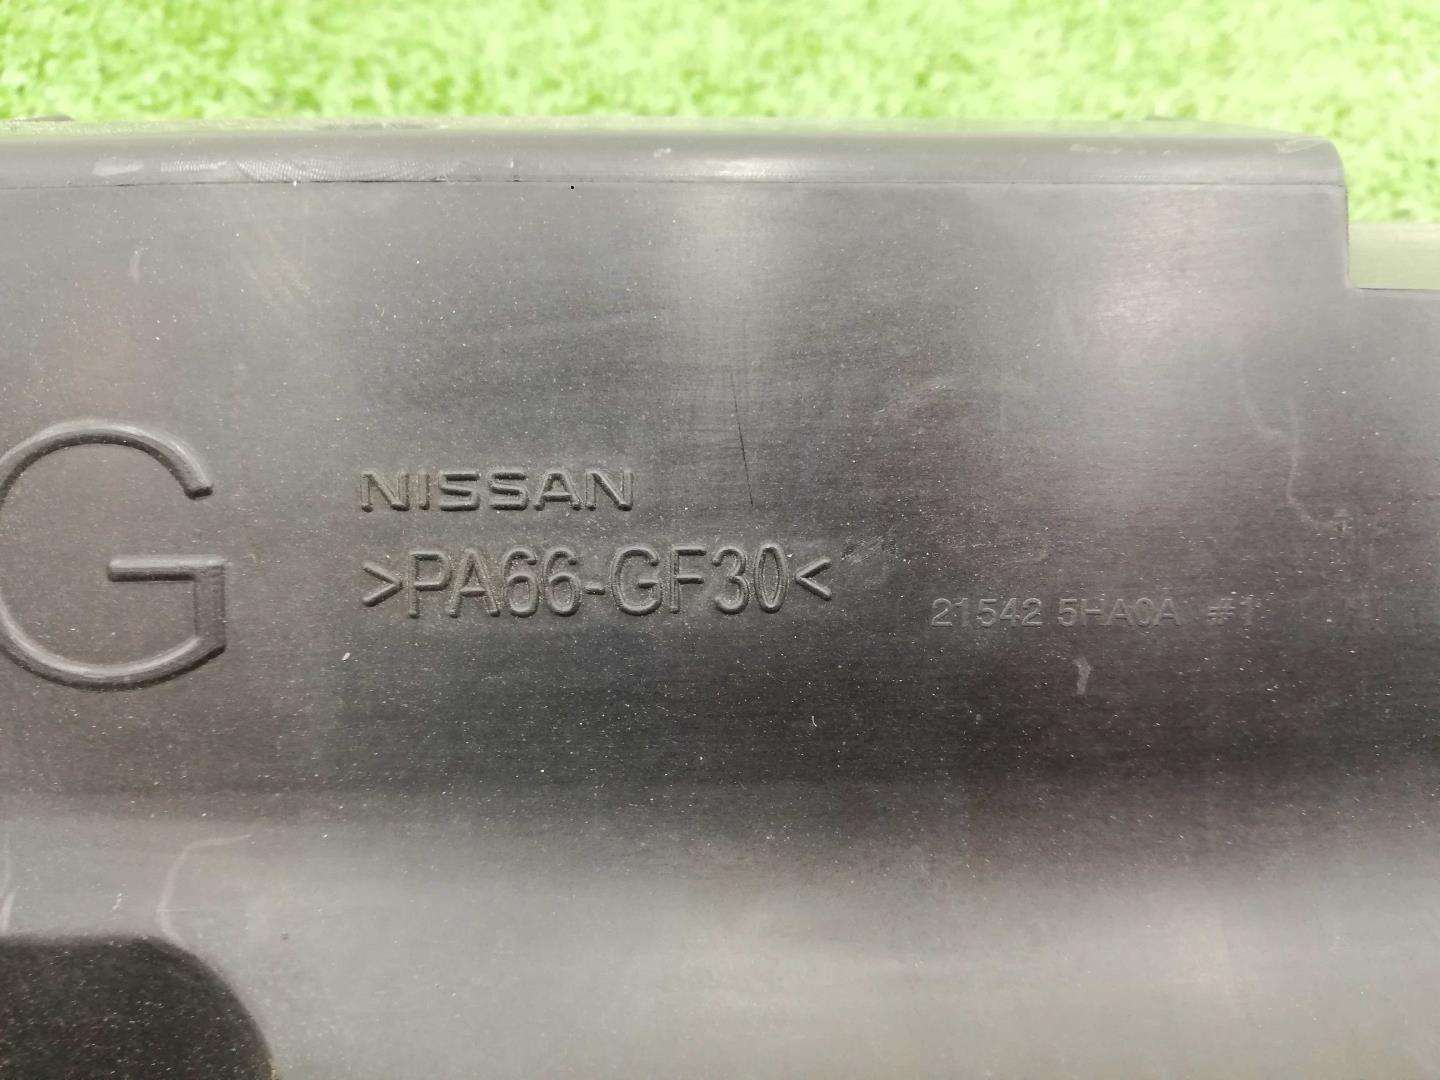 G
NISSAN
>PA66-GF30<
21542 5HA0A #1